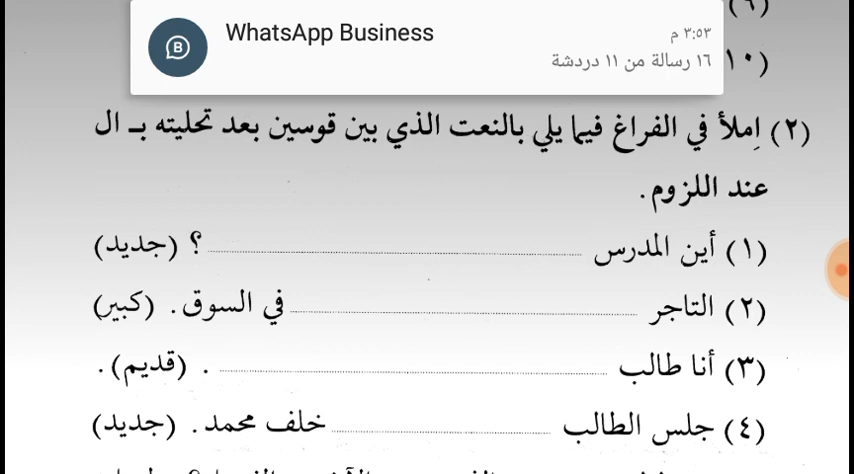 (٩)
WhatsApp Business
٣:٥٣ م
١٦ رسالة من ١١ دردشة
(١٠
(٢) إملأ في الفراغ فيما يلي بالنعت الذي بين قوسين بعد تحليته بـ ال
عند اللزوم.
(١) أين المدرس ............ ؟ (جديد)
(٢) التاجر ............ في السوق. (كبير)
(٣) أنا طالب ............ . (قديم).
(٤) جلس الطالب ............ خلف محمد. (جديد)